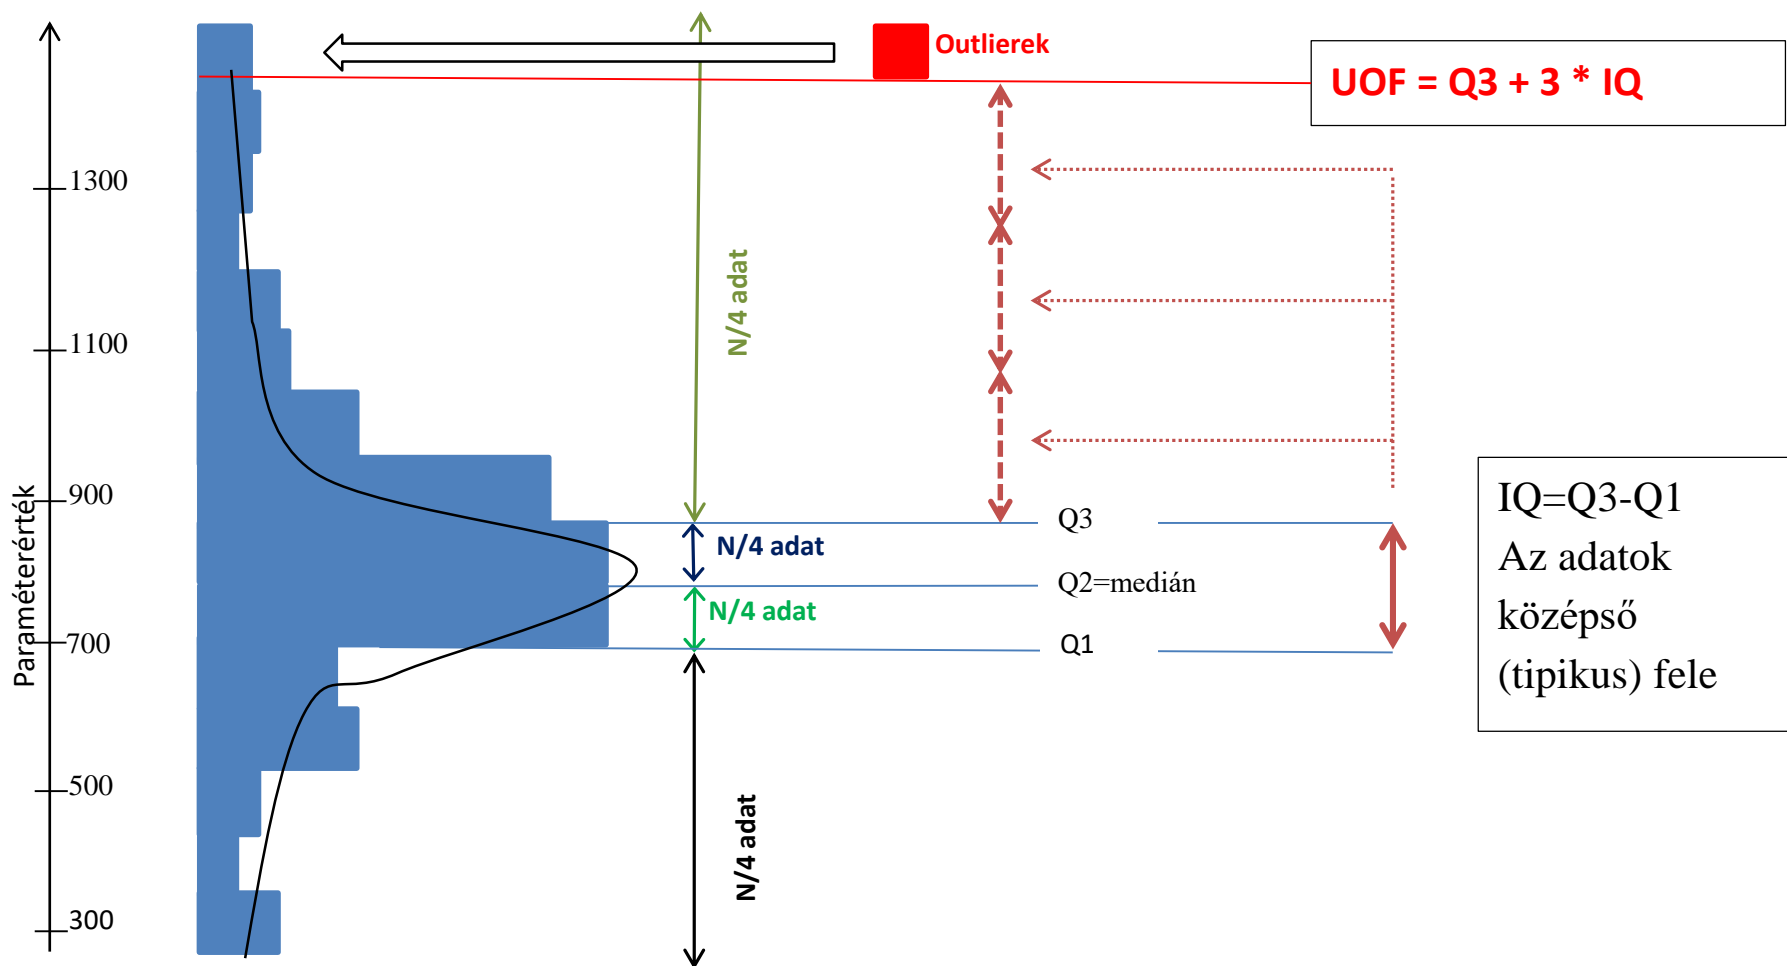 Outlierek
UOF = Q3 + 3 * IQ
1300
1100
900
700
500
300
Paraméterérték
N/4 adat
N/4 adat
N/4 adat
N/4 adat
Q3
Q2=medián
Q1
IQ=Q3-Q1
Az adatok
középső
(tipikus) fele